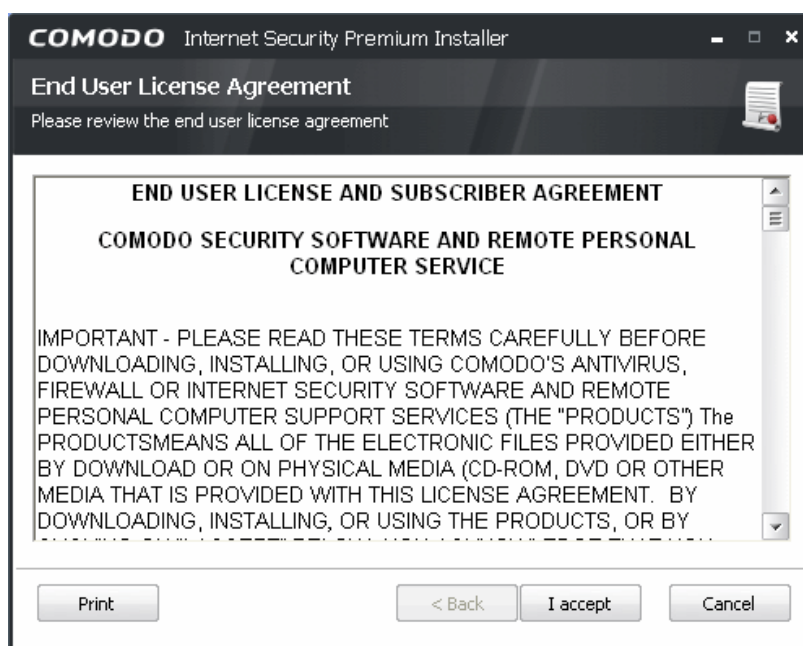 COMODO Internet Security Premium Installer
End User License Agreement
Please review the end user license agreement
END USER LICENSE AND SUBSCRIBER AGREEMENT
COMODO SECURITY SOFTWARE AND REMOTE PERSONAL
COMPUTER SERVICE
IMPORTANT - PLEASE READ THESE TERMS CAREFULLY BEFORE
DOWNLOADING, INSTALLING, OR USING COMODO'S ANTIVIRUS,
FIREWALL OR INTERNET SECURITY SOFTWARE AND REMOTE
PERSONAL COMPUTER SUPPORT SERVICES (THE "PRODUCTS") The
PRODUCTSMEANS ALL OF THE ELECTRONIC FILES PROVIDED EITHER
BY DOWNLOAD OR ON PHYSICAL MEDIA (CD-ROM, DVD OR OTHER
MEDIA THAT IS PROVIDED WITH THIS LICENSE AGREEMENT. BY
DOWNLOADING, INSTALLING, OR USING THE PRODUCTS, OR BY
Print
< Back
I accept
Cancel